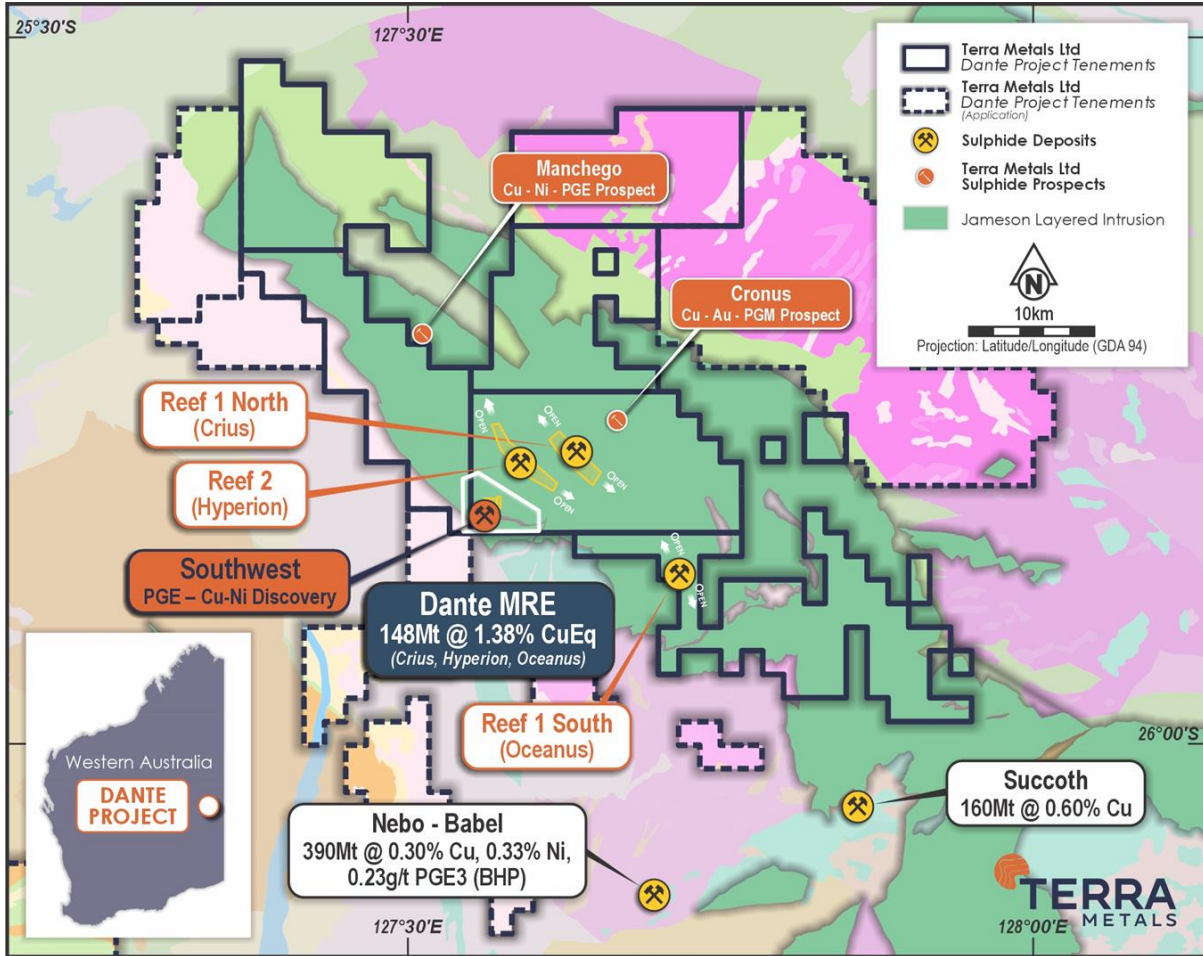 25°30'S
127°30'E
Terra Metals Ltd
Dante Project Tenements
Terra Metals Ltd
Dante Project Tenements
(Application)
Sulphide Deposits
Terra Metals Ltd
Sulphide Prospects
Jameson Layered Intrusion
N
10km
Projection: Latitude/Longitude (GDA 94)
Manchego
Cu - Ni - PGE Prospect
Cronus
Cu - Au - PGM Prospect
Reef 1 North
(Crius)
OPEN
OPEN
OPEN
OPEN
Reef 2
(Hyperion)
Southwest
PGE – Cu-Ni Discovery
OPEN
OPEN
Dante MRE
148Mt @ 1.38% CuEq
(Crius, Hyperion, Oceanus)
Reef 1 South
(Oceanus)
26°00'S
Western Australia
DANTE
PROJECT
Succoth
160Mt @ 0.60% Cu
Nebo - Babel
390Mt @ 0.30% Cu, 0.33% Ni,
0.23g/t PGE3 (BHP)
TERRA
METALS
127°30'E
128°00'E